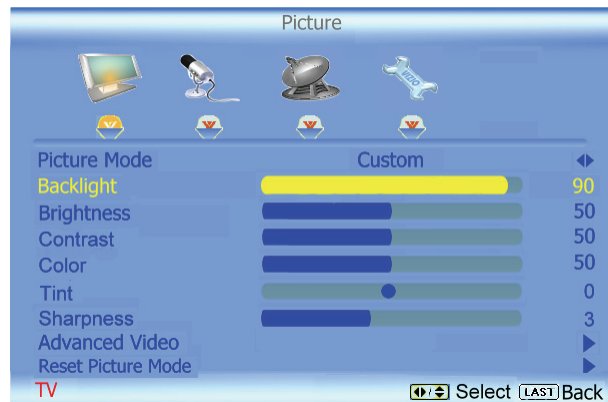 Picture
VIZIO
Picture Mode Custom
Backlight 90
Brightness 50
Contrast 50
Color 50
Tint 0
Sharpness 3
Advanced Video
Reset Picture Mode
TV Select LAST Back